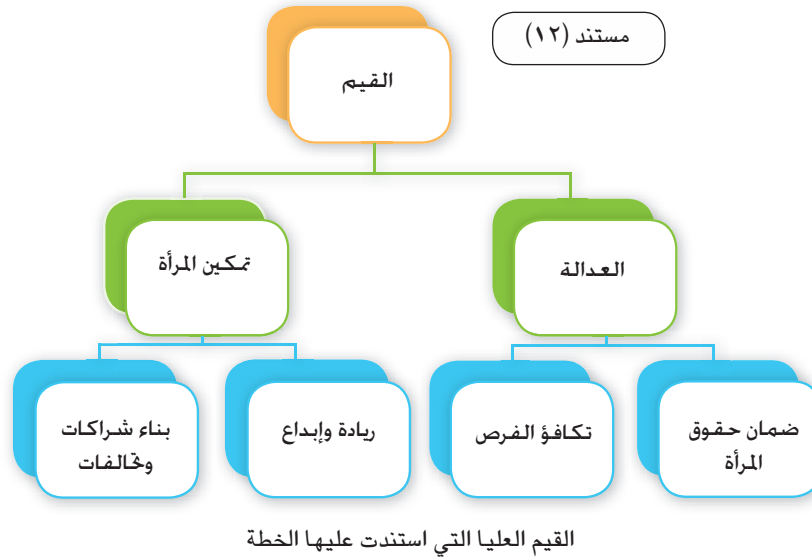 مستند (١٢)
القيم
العدالة
تمكين المرأة
ضمان حقوق
المرأة
تكافؤ الفرص
ريادة وإبداع
بناء شراكات
وتحالفات
القيم العليا التي استندت عليها الخطة